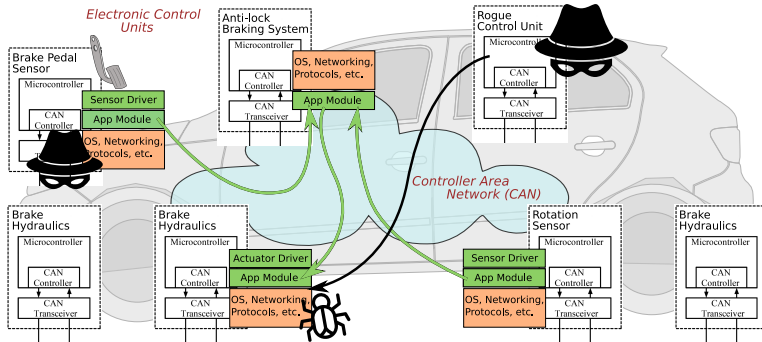 Electronic Control
Units
Brake Pedal
Sensor
Microcontroller
CAN
Controller
Sensor Driver
App Module
OS, Networking,
Protocols, etc.
Anti-lock
Braking System
Microcontroller
CAN
Controller
CAN
Transceiver
OS, Networking,
Protocols, etc.
App Module
Rogue
Control Unit
Microcontroller
CAN
Controller
CAN
Transceiver
Controller Area
Network (CAN)
Brake
Hydraulics
Microcontroller
CAN
Controller
CAN
Transceiver
Brake
Hydraulics
Microcontroller
CAN
Controller
CAN
Transceiver
Actuator Driver
App Module
OS, Networking,
Protocols, etc.
Sensor Driver
App Module
OS, Networking,
Protocols, etc.
Rotation
Sensor
Microcontroller
CAN
Controller
CAN
Transceiver
Brake
Hydraulics
Microcontroller
CAN
Controller
CAN
Transceiver